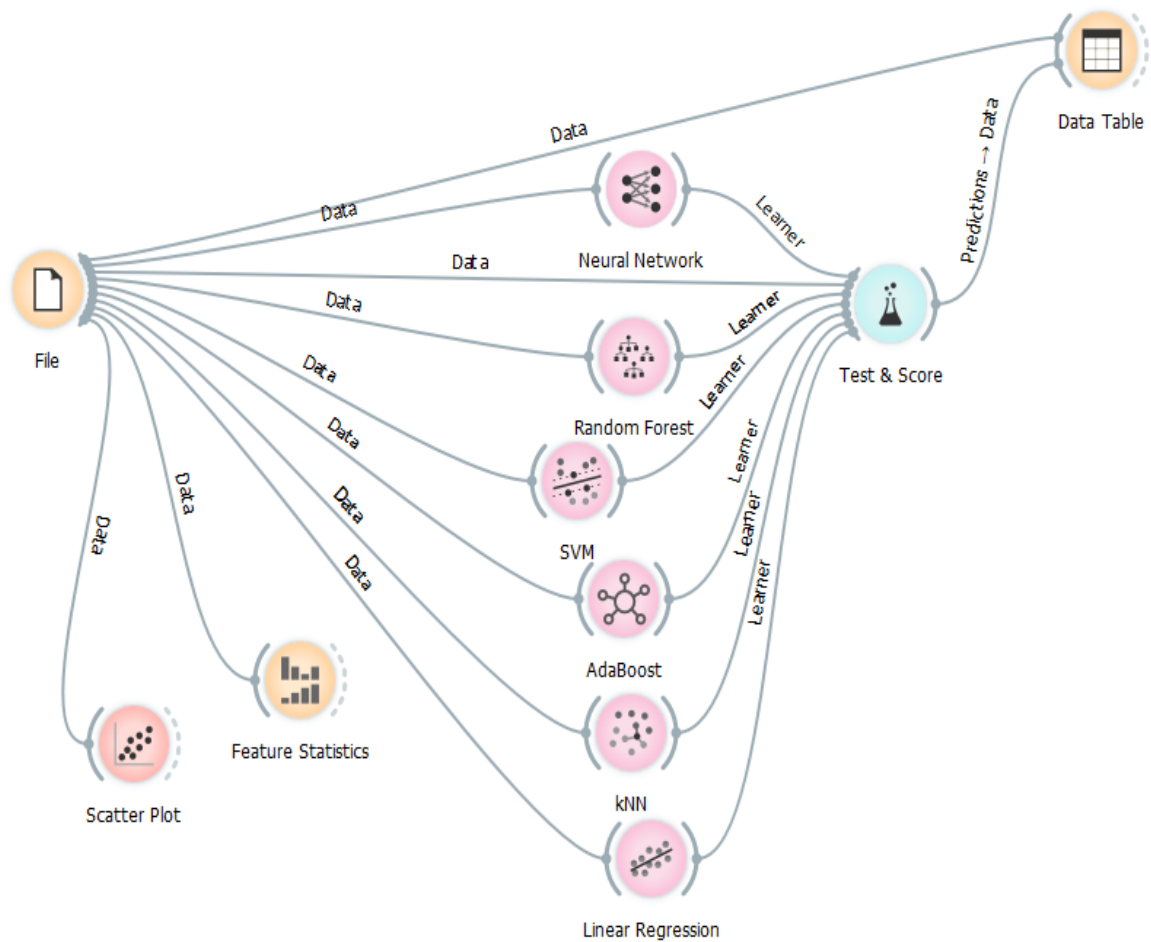 Data Table
Data
Predictions → Data
Data
Learner
Neural Network
Data
File
Data
Learner
Test & Score
Random Forest
Data
Learner
Data
Learner
SVM
Data
Learner
Data
Data
Learner
AdaBoost
Data
Feature Statistics
Scatter Plot
kNN
Linear Regression